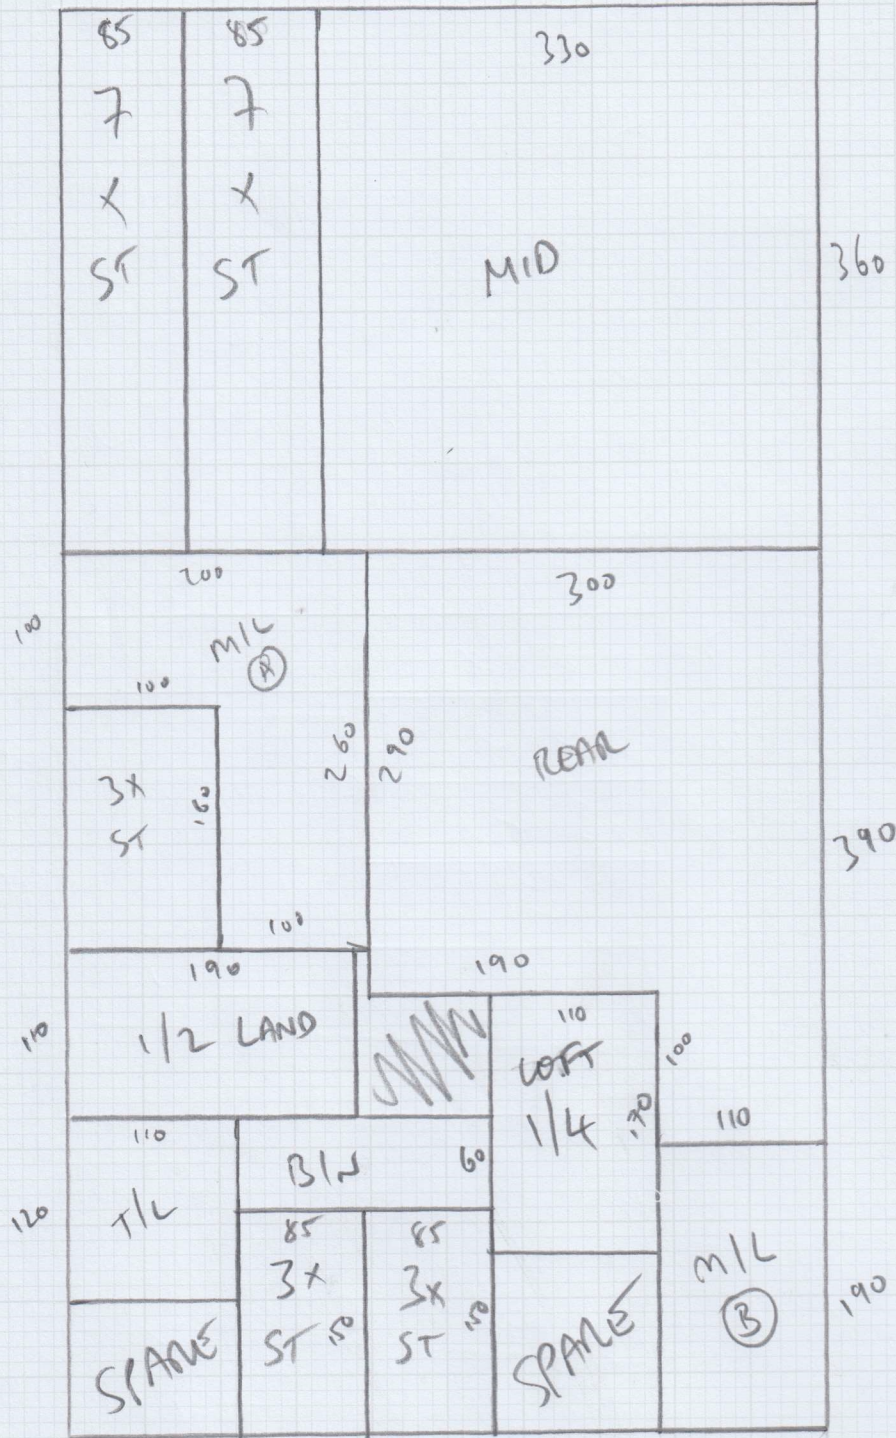 85 85 330
7 7
X X
ST ST MID 360
200 300
100 M/L
A
100
3X 160 260 290 REAR
ST 390
100
190 190
110 1/2 LAND 110 100
LOFT
1/4 170 110
110 BIN 60
120 T/L
85 85
3X 3X M/L
ST 150 ST 150 B 190
SPARE SPARE